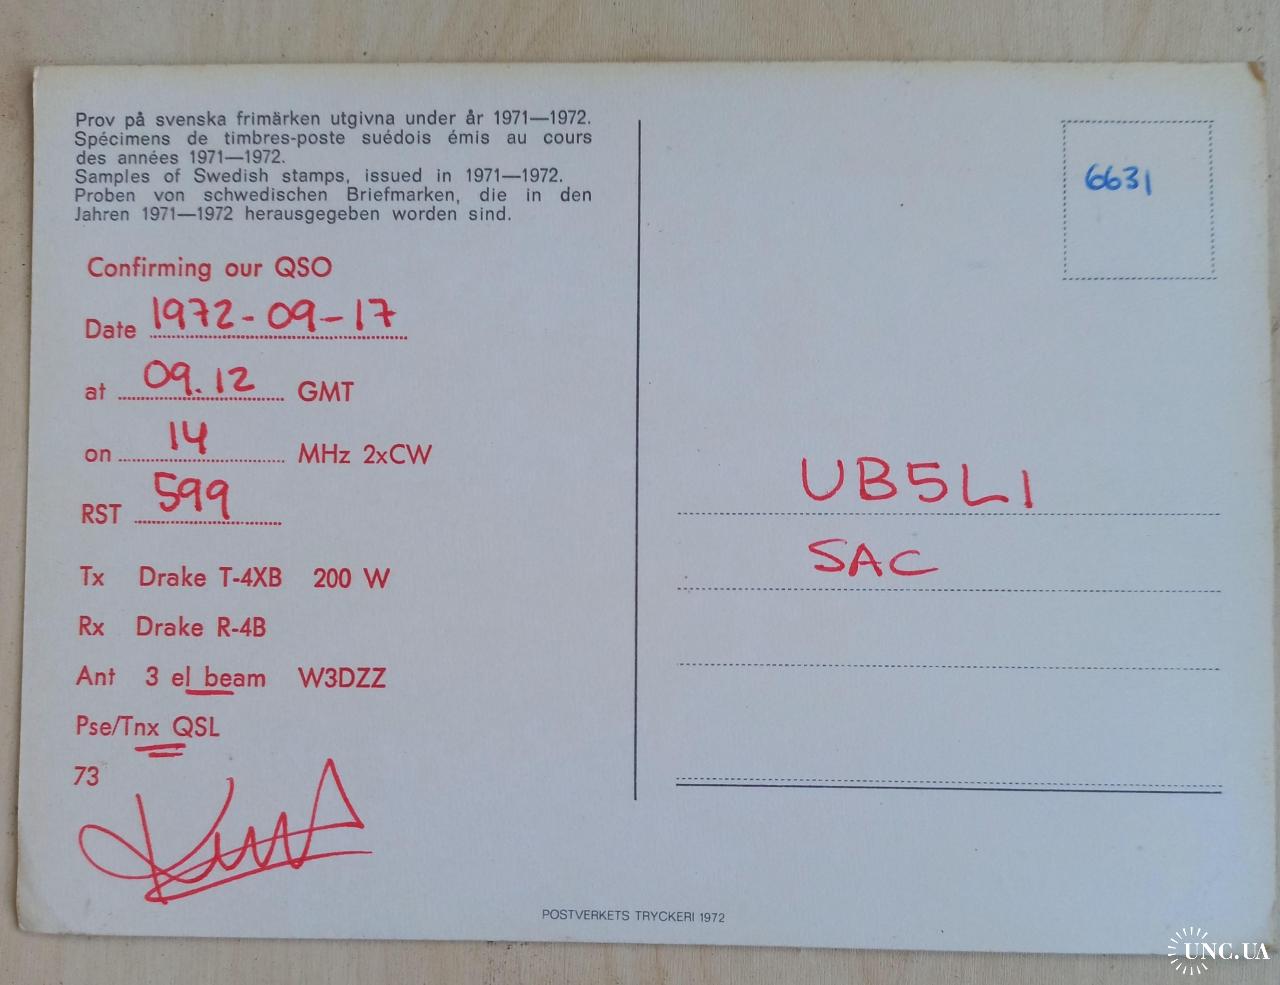 Prov på svenska frimärken utgivna under år 1971—1972.
Spécimens de timbres-poste suédois émis au cours
des années 1971—1972.
Samples of Swedish stamps, issued in 1971—1972.
Proben von schwedischen Briefmarken, die in den
Jahren 1971—1972 herausgegeben worden sind.
Confirming our QSO
Date 1972-09-17
at 09.12 GMT
on 14 MHz 2xCW
RST 599
Tx Drake T-4XB 200 W
Rx Drake R-4B
Ant 3 el beam W3DZZ
Pse/Tnx QSL
73
6631
UB5LI
SAC
POSTVERKETS TRYCKERI 1972
UNC.UA